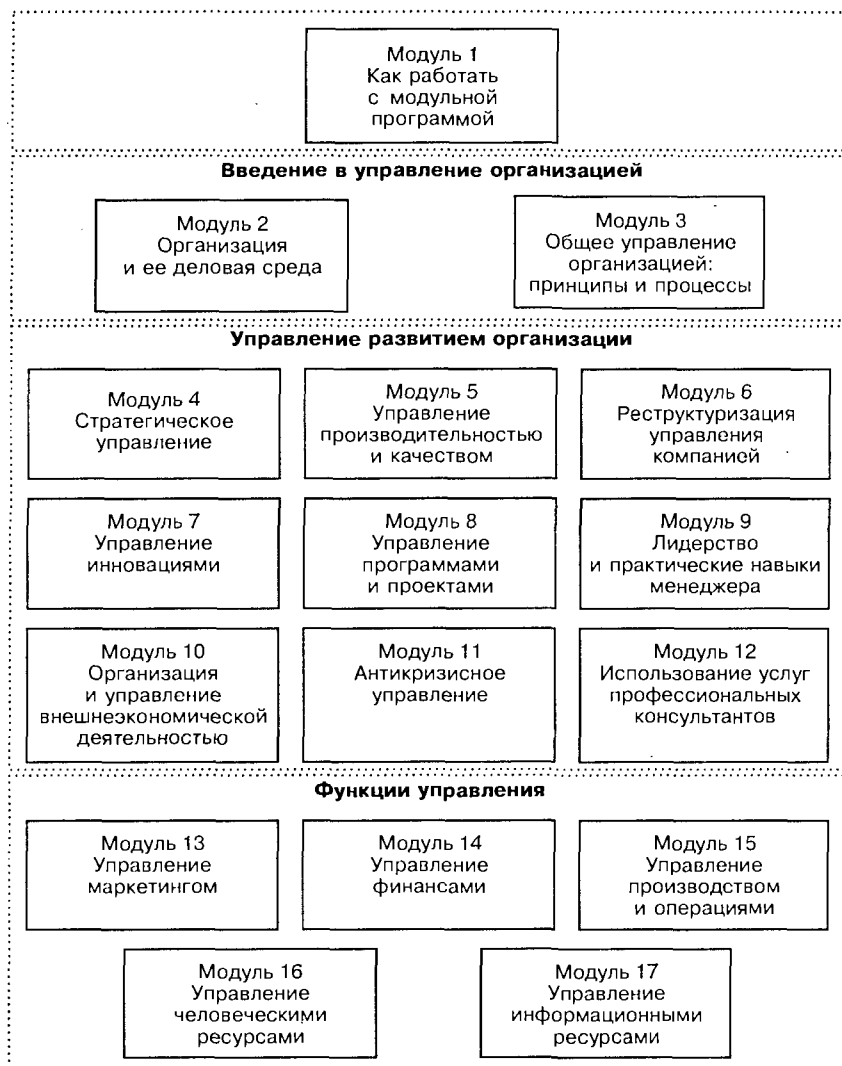 Модуль 1
Как работать
с модульной
программой
Введение в управление организацией
Модуль 2
Организация
и ее деловая среда
Модуль 3
Общее управление
организацией:
принципы и процессы
Управление развитием организации
Модуль 4
Стратегическое
управление
Модуль 5
Управление
производительностью
и качеством
Модуль 6
Реструктуризация
управления
компанией
Модуль 7
Управление
инновациями
Модуль 8
Управление
программами
и проектами
Модуль 9
Лидерство
и практические навыки
менеджера
Модуль 10
Организация
и управление
внешнеэкономической
деятельностью
Модуль 11
Антикризисное
управление
Модуль 12
Использование услуг
профессиональных
консультантов
Функции управления
Модуль 13
Управление
маркетингом
Модуль 14
Управление
финансами
Модуль 15
Управление
производством
и операциями
Модуль 16
Управление
человеческими
ресурсами
Модуль 17
Управление
информационными
ресурсами